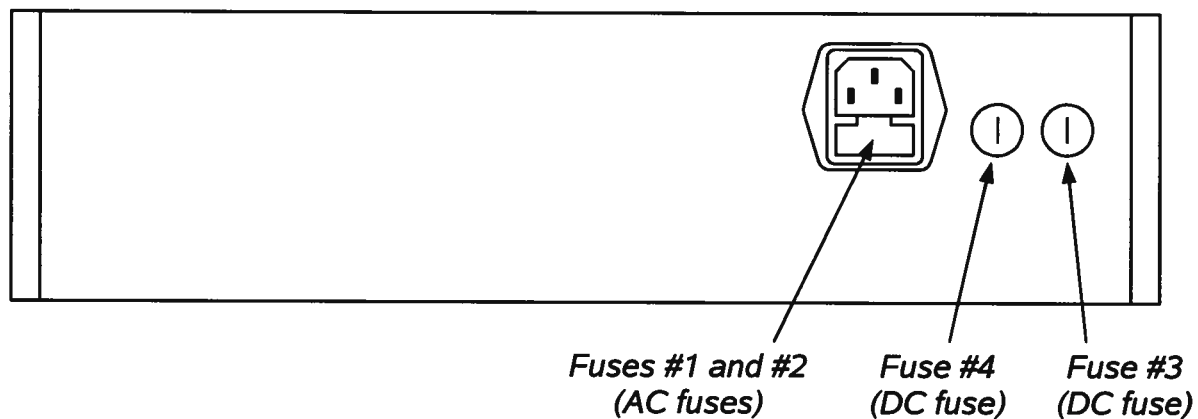 Fuses #1 and #2
(AC fuses)
Fuse #4
(DC fuse)
Fuse #3
(DC fuse)